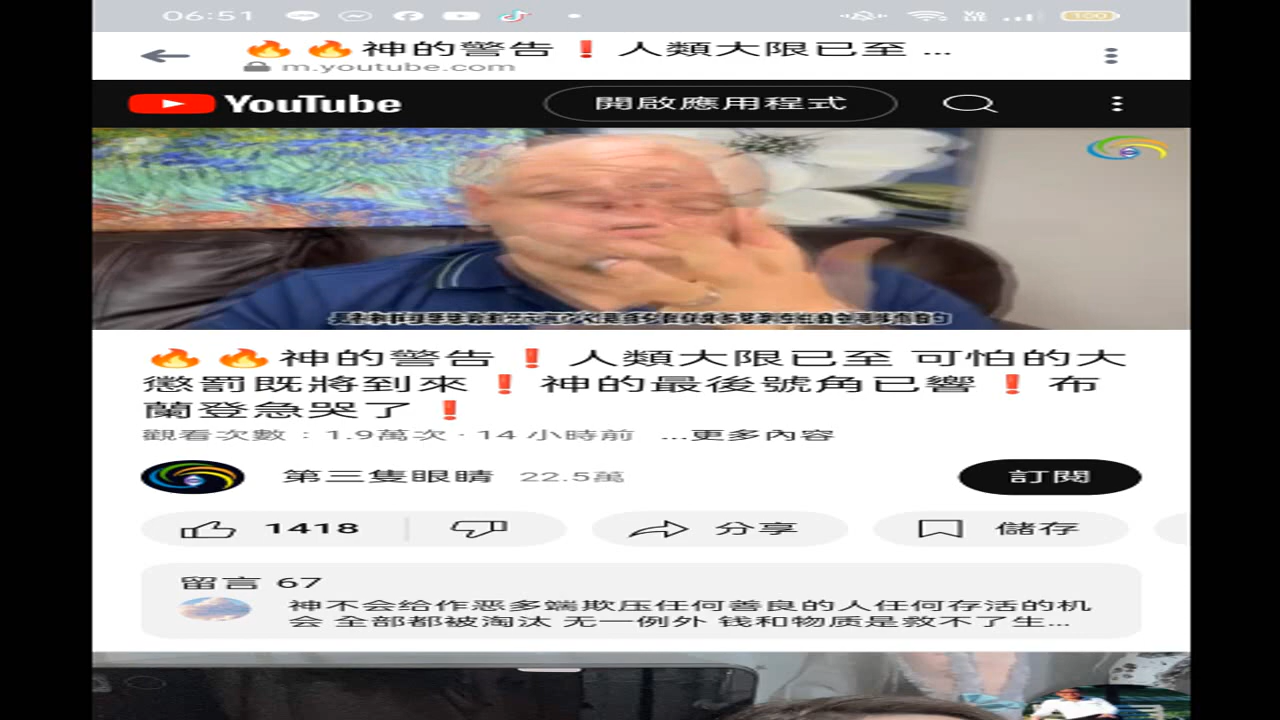 06:51
100
🔥🔥神的警告❗人類大限已至 ...
m.youtube.com
YouTube
開啟應用程式
🔥🔥神的警告❗人類大限已至 可怕的大
懲罰既將到來❗神的最後號角已響❗布
蘭登急哭了❗
觀看次數：1.9萬次 · 14 小時前 ...更多內容
第三隻眼睛 22.5萬
訂閱
1418
分享
儲存
留言 67
神不会给作恶多端欺压任何善良的人任何存活的机
会 全部都被淘汰 无一例外 钱和物质是救不了生...